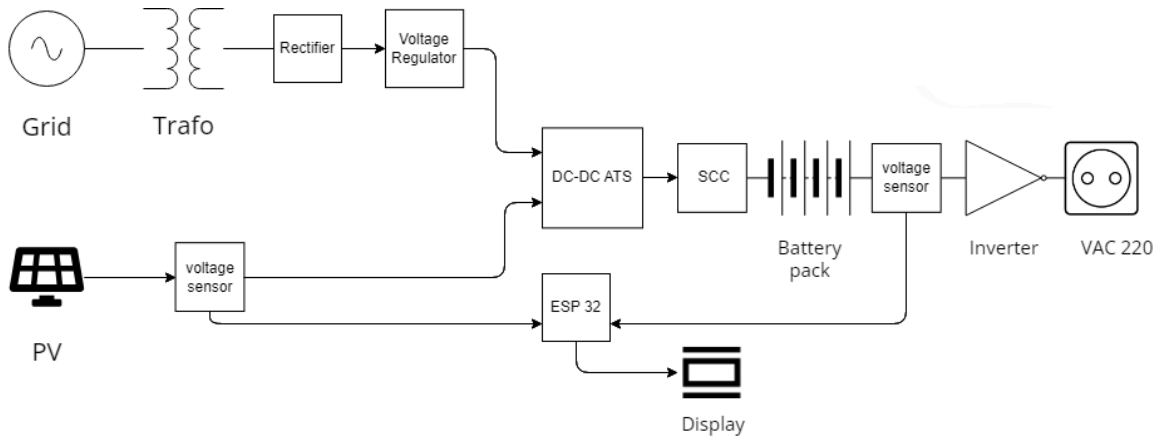 Grid
Trafo
Rectifier
Voltage
Regulator
DC-DC ATS
SCC
Battery
pack
voltage
sensor
Inverter
VAC 220
PV
voltage
sensor
ESP 32
Display